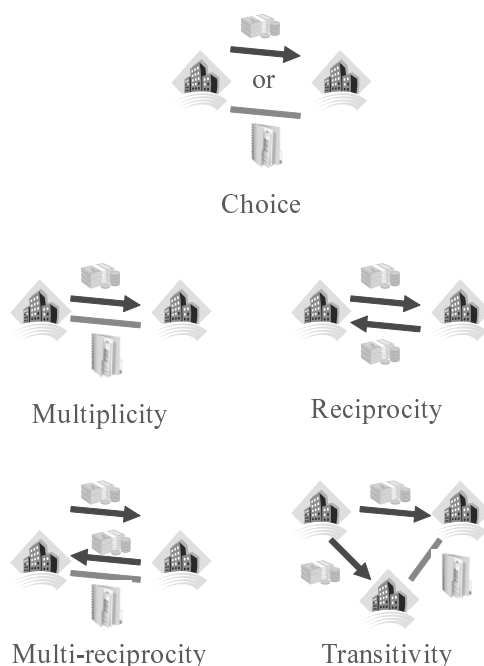 or
Choice
Multiplicity
Reciprocity
Multi-reciprocity
Transitivity